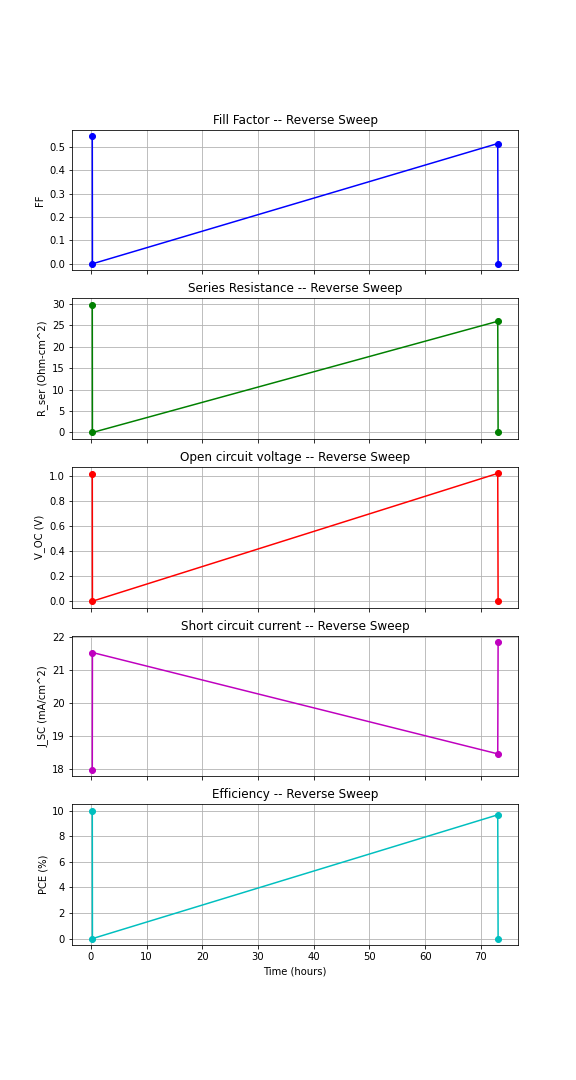 Fill Factor -- Reverse Sweep
0.5
0.4
0.3
0.2
0.1
0.0
FF
Series Resistance -- Reverse Sweep
30
25
20
15
10
5
0
R_ser (Ohm-cm^2)
Open circuit voltage -- Reverse Sweep
1.0
0.8
0.6
0.4
0.2
0.0
V_OC (V)
Short circuit current -- Reverse Sweep
22
21
20
19
18
J_SC (mA/cm^2)
Efficiency -- Reverse Sweep
10
8
6
4
2
0
PCE (%)
0 10 20 30 40 50 60 70
Time (hours)